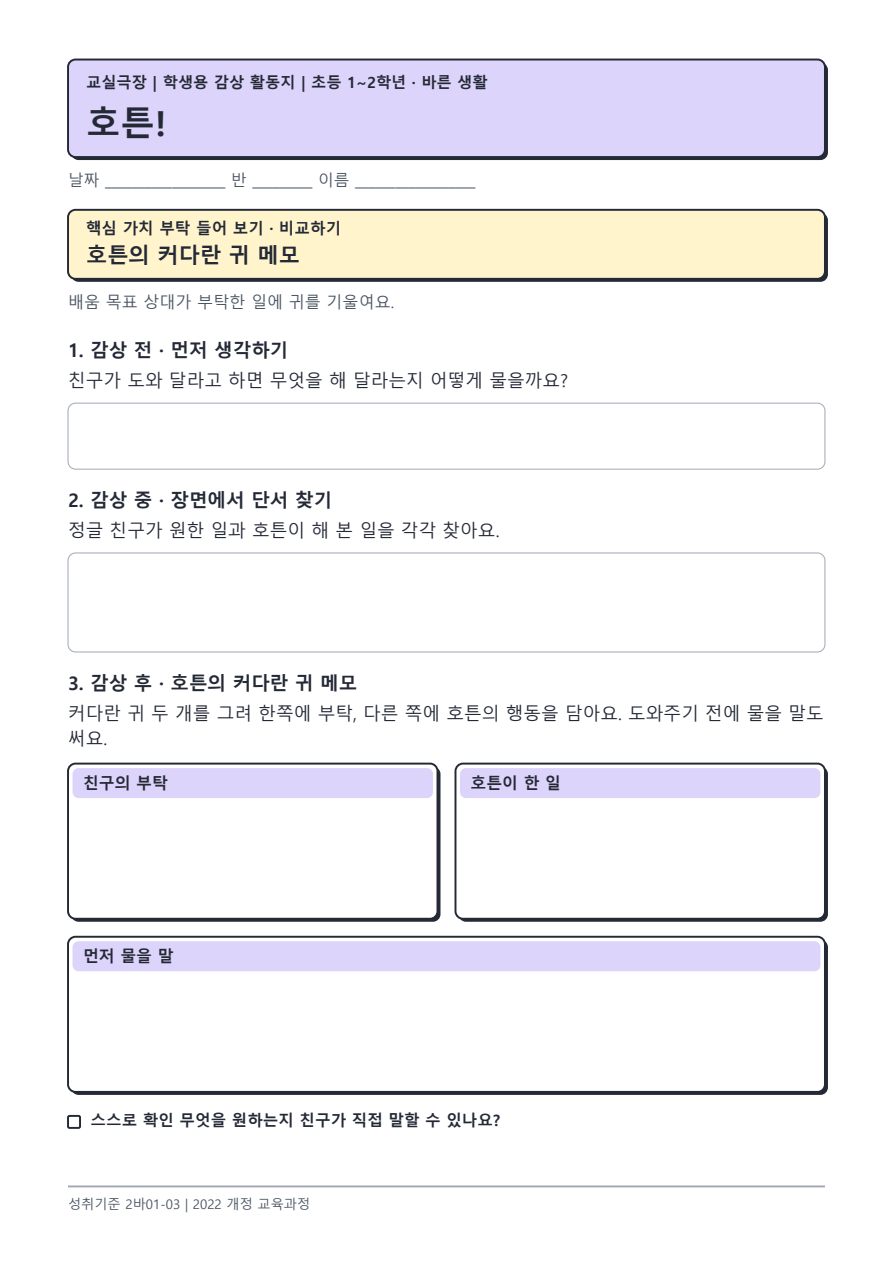 교실극장 | 학생용 감상 활동지 | 초등 1~2학년 · 바른 생활
호튼!
날짜 _______________ 반 ________ 이름 _______________
핵심 가치 부탁 들어 보기 · 비교하기
호튼의 커다란 귀 메모
배움 목표 상대가 부탁한 일에 귀를 기울여요.
1. 감상 전 · 먼저 생각하기
친구가 도와 달라고 하면 무엇을 해 달라는지 어떻게 물을까요?
2. 감상 중 · 장면에서 단서 찾기
정글 친구가 원한 일과 호튼이 해 본 일을 각각 찾아요.
3. 감상 후 · 호튼의 커다란 귀 메모
커다란 귀 두 개를 그려 한쪽에 부탁, 다른 쪽에 호튼의 행동을 담아요. 도와주기 전에 물을 말도
써요.
친구의 부탁
호튼이 한 일
먼저 물을 말
스스로 확인 무엇을 원하는지 친구가 직접 말할 수 있나요?
성취기준 2바01-03 | 2022 개정 교육과정